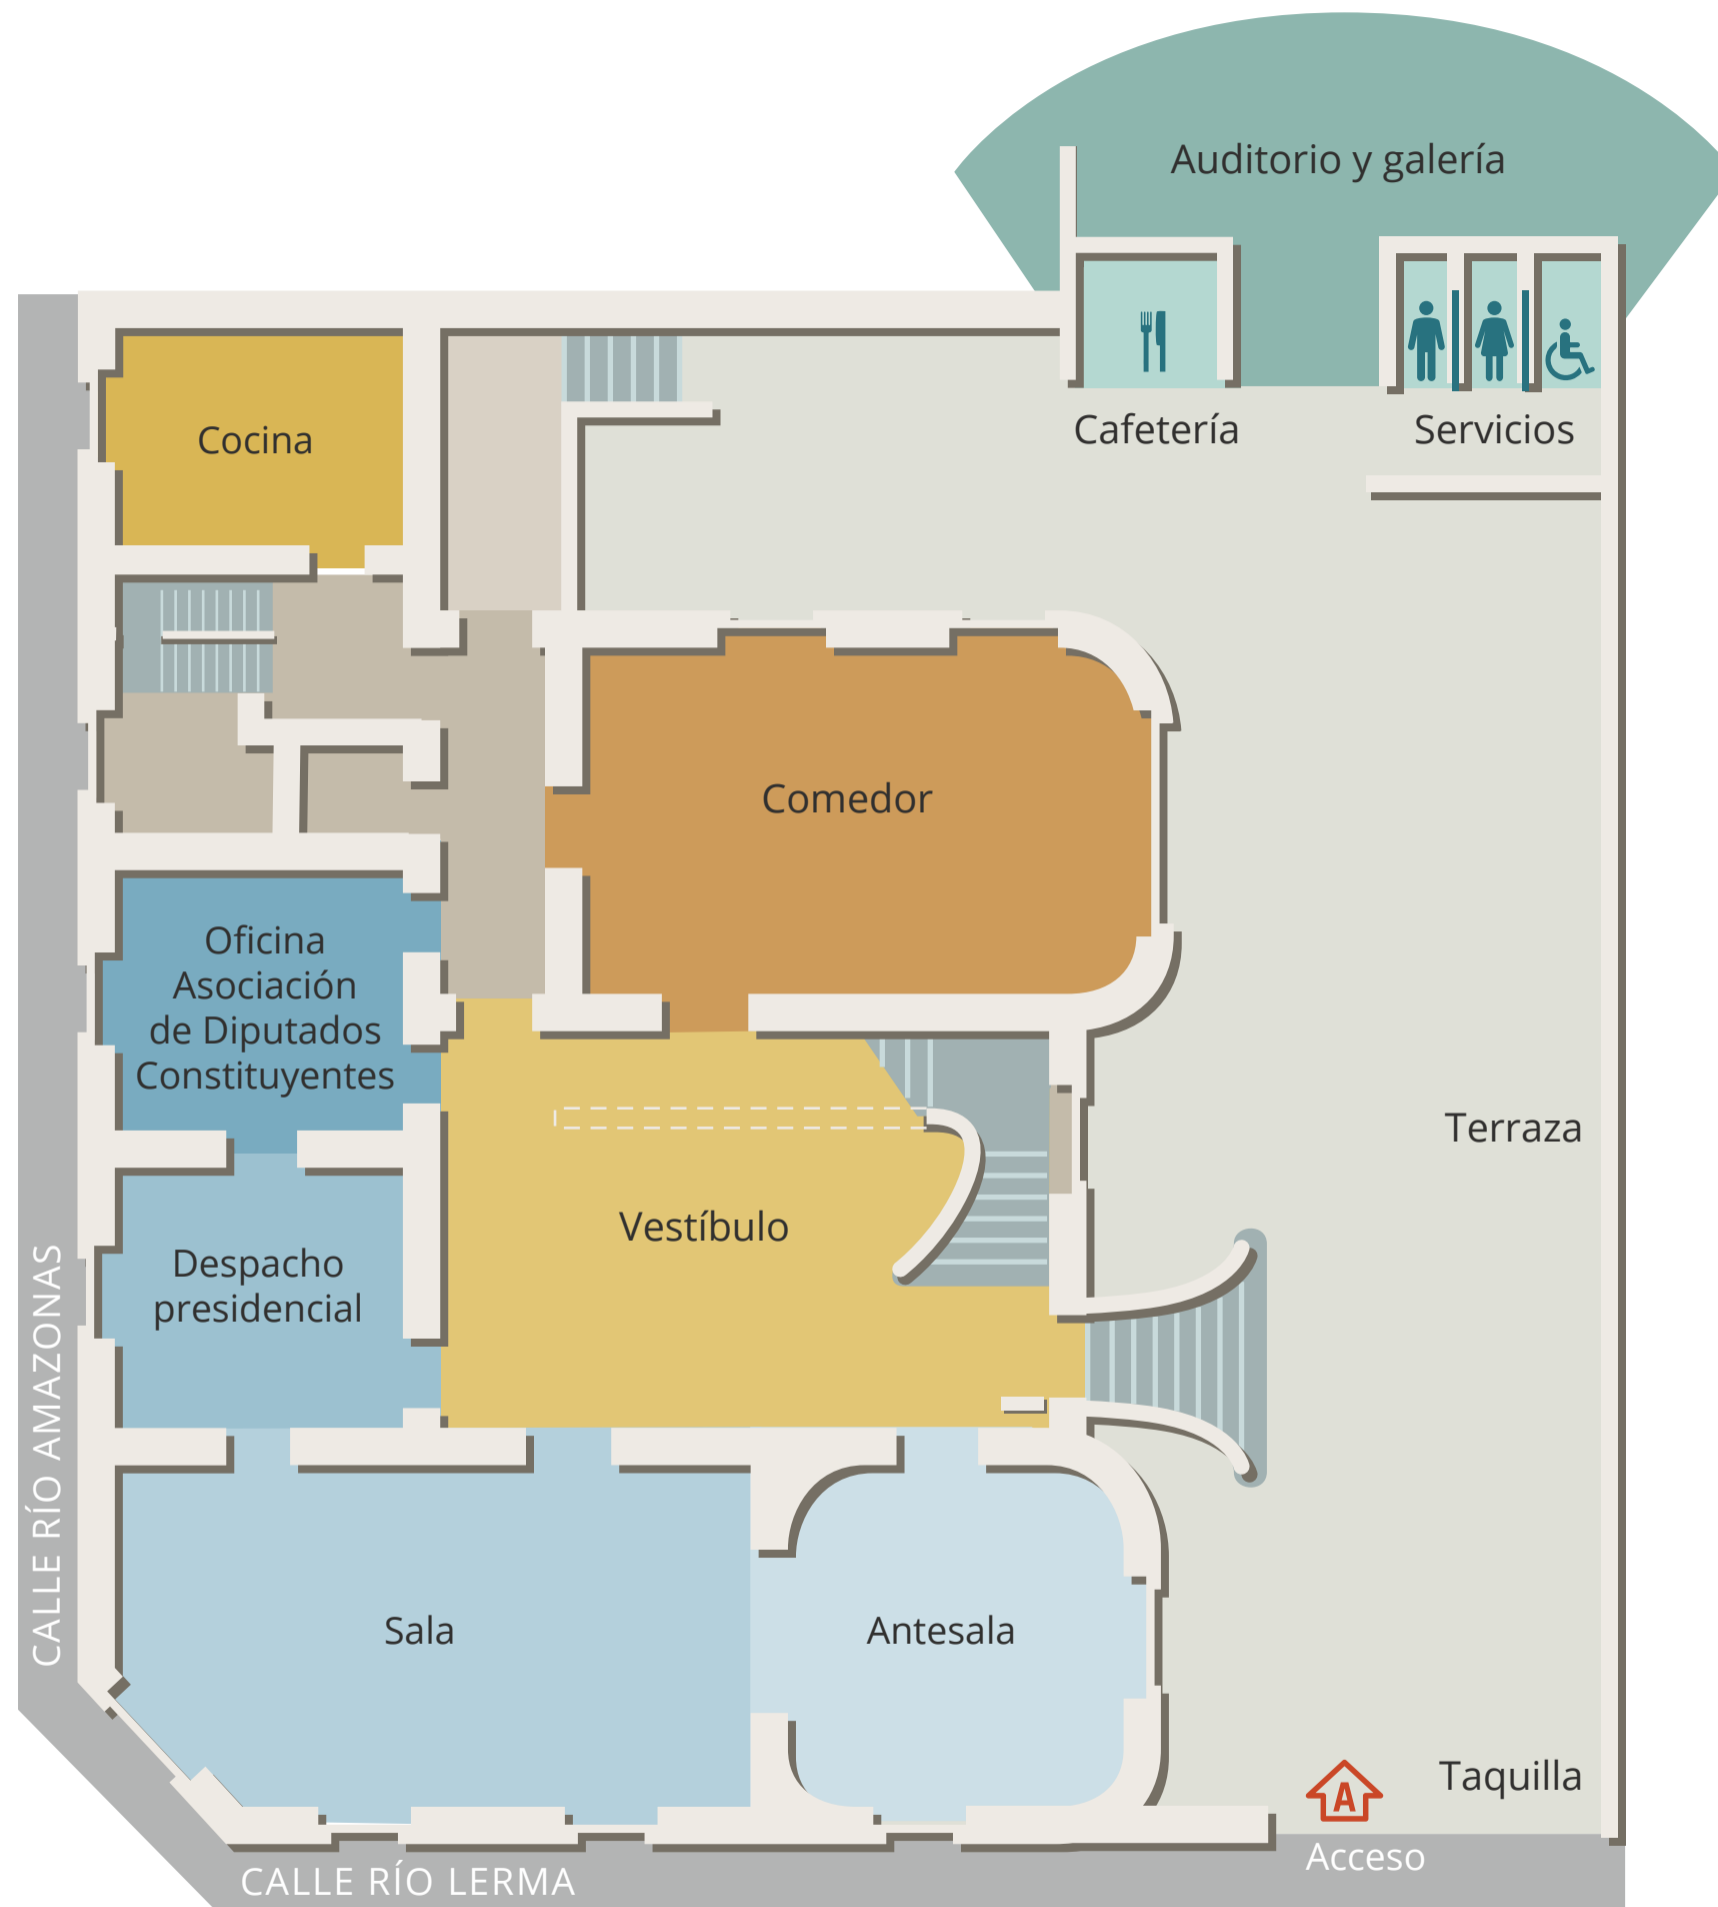 Auditorio y galería
Cafetería
Servicios
Cocina
Comedor
Oficina
Asociación
de Diputados
Constituyentes
Terraza
Vestíbulo
Despacho
presidencial
CALLE RÍO AMAZONAS
Sala
Antesala
Taquilla
A
Acceso
CALLE RÍO LERMA